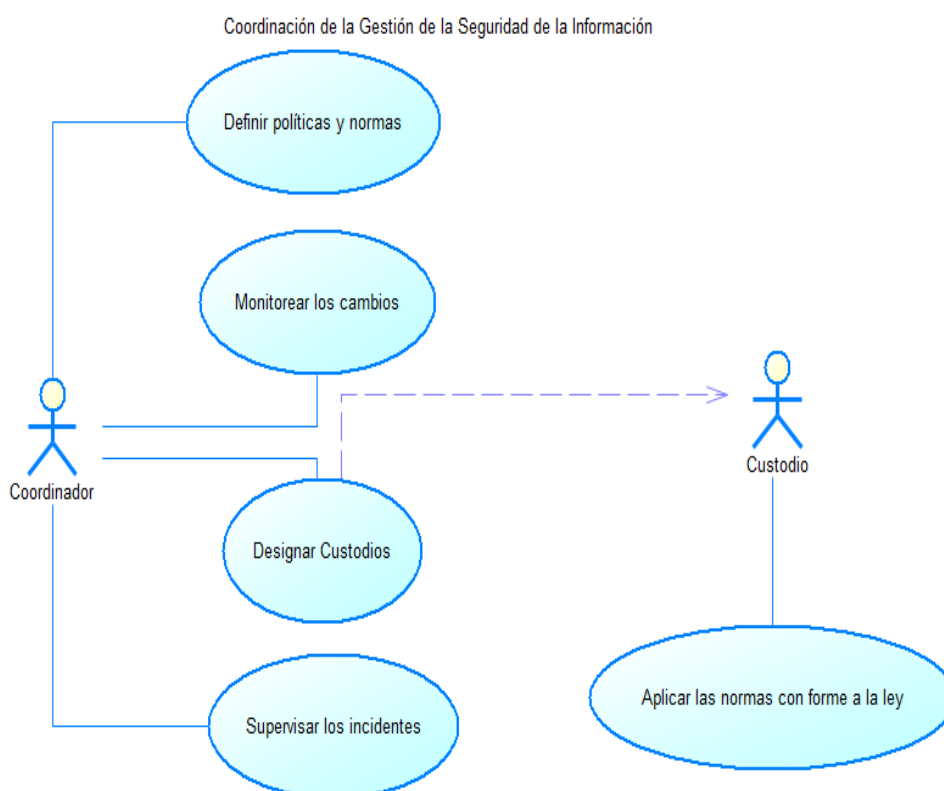 Coordinación de la Gestión de la Seguridad de la Información
Definir políticas y normas
Monitorear los cambios
Coordinador
Custodio
Designar Custodios
Aplicar las normas con forme a la ley
Supervisar los incidentes